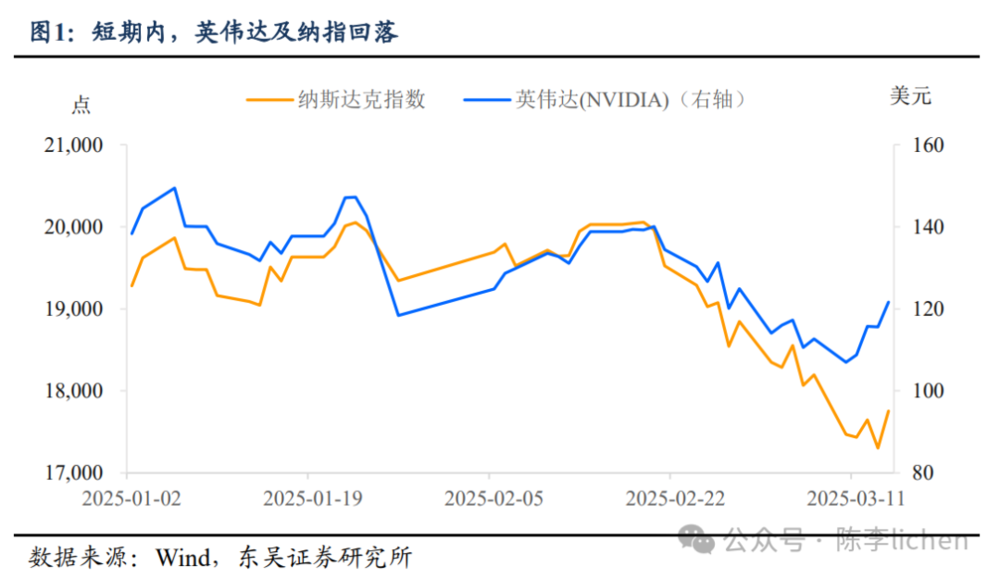 图1：短期内，英伟达及纳指回落
点 纳斯达克指数 英伟达(NVIDIA)（右轴） 美元
21,000 160
20,000 140
19,000 120
18,000 100
17,000 80
2025-01-02 2025-01-19 2025-02-05 2025-02-22 2025-03-11
公众号·陈李lichen
数据来源：Wind，东吴证券研究所